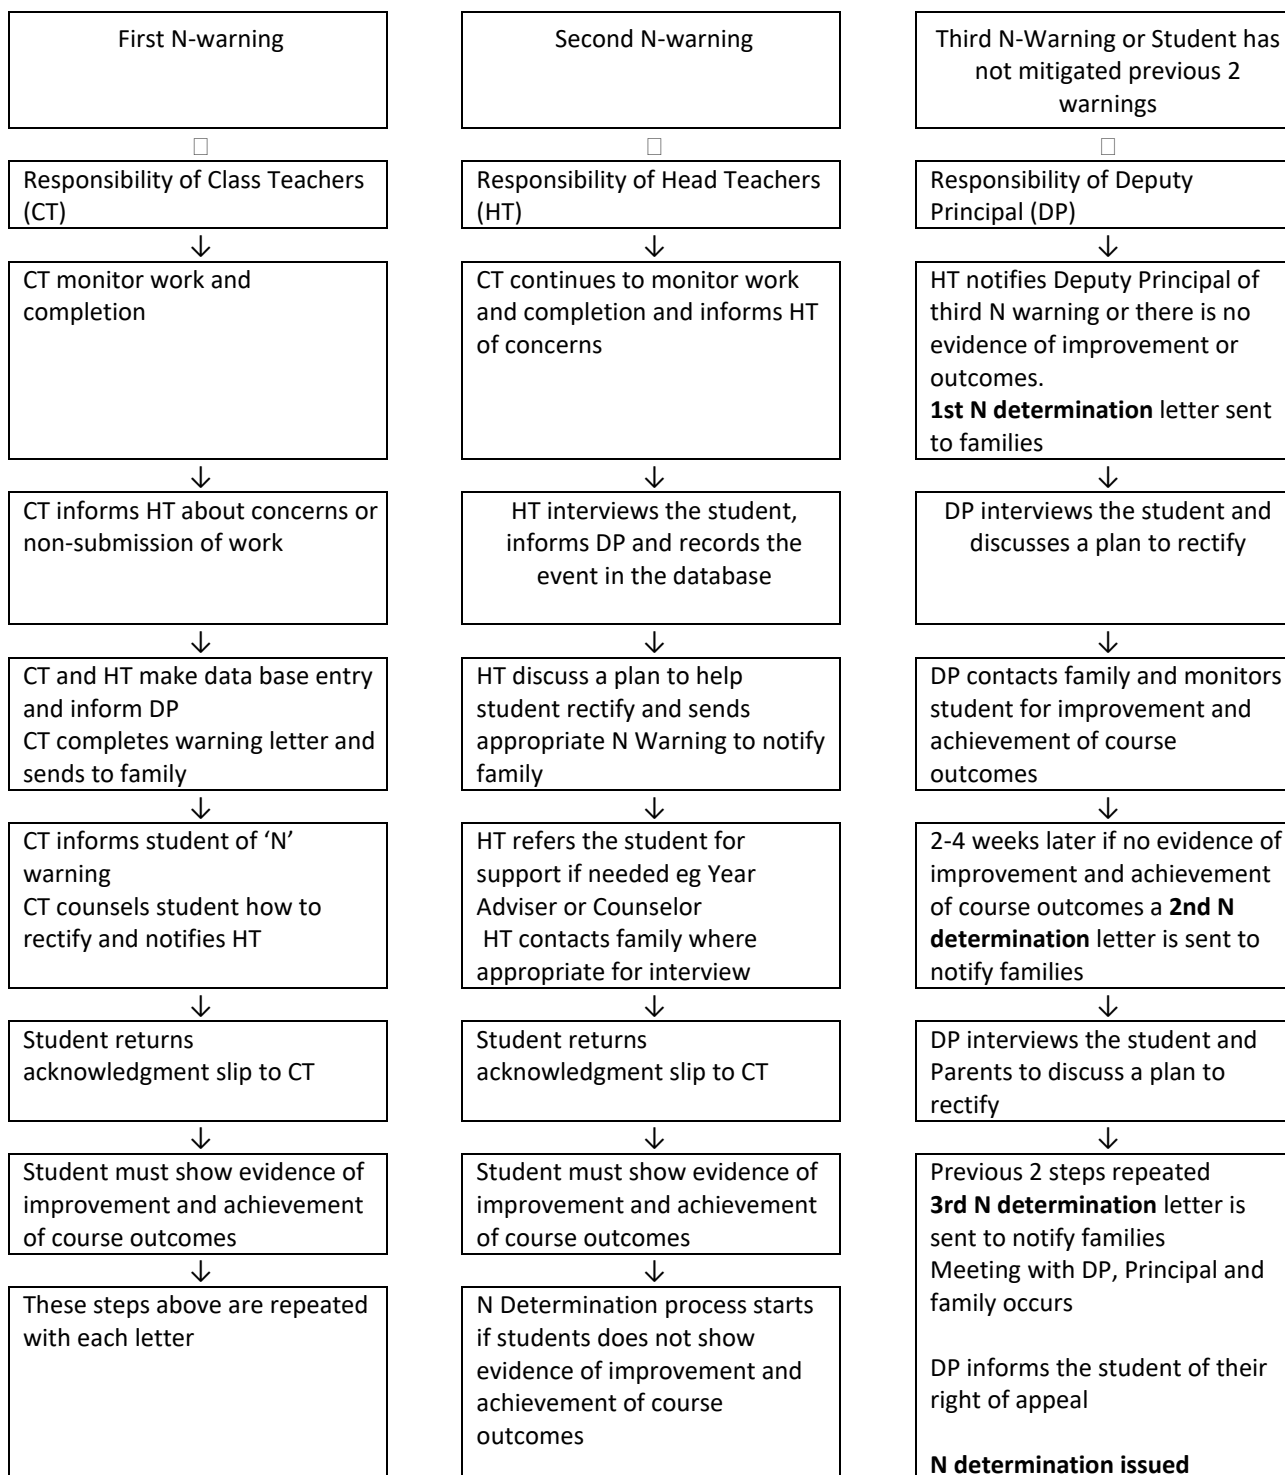 First N-warning
Responsibility of Class Teachers
(CT)
CT monitor work and
completion
CT informs HT about concerns or
non-submission of work
CT and HT make data base entry
and inform DP
CT completes warning letter and
sends to family
CT informs student of ‘N’
warning
CT counsels student how to
rectify and notifies HT
Student returns
acknowledgment slip to CT
Student must show evidence of
improvement and achievement
of course outcomes
These steps above are repeated
with each letter
Second N-warning
Responsibility of Head Teachers
(HT)
CT continues to monitor work
and completion and informs HT
of concerns
HT interviews the student,
informs DP and records the
event in the database
HT discuss a plan to help
student rectify and sends
appropriate N Warning to notify
family
HT refers the student for
support if needed eg Year
Adviser or Counselor
HT contacts family where
appropriate for interview
Student returns
acknowledgment slip to CT
Student must show evidence of
improvement and achievement
of course outcomes
N Determination process starts
if students does not show
evidence of improvement and
achievement of course
outcomes
Third N-Warning or Student has
not mitigated previous 2
warnings
Responsibility of Deputy
Principal (DP)
HT notifies Deputy Principal of
third N warning or there is no
evidence of improvement or
outcomes.
1st N determination letter sent
to families
DP interviews the student and
discusses a plan to rectify
DP contacts family and monitors
student for improvement and
achievement of course
outcomes
2-4 weeks later if no evidence of
improvement and achievement
of course outcomes a 2nd N
determination letter is sent to
notify families
DP interviews the student and
Parents to discuss a plan to
rectify
Previous 2 steps repeated
3rd N determination letter is
sent to notify families
Meeting with DP, Principal and
family occurs
DP informs the student of their
right of appeal
N determination issued